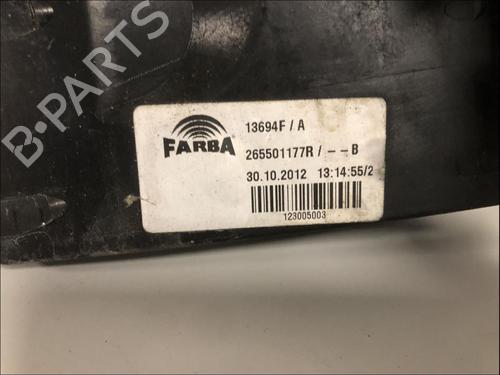 B-PARTS
FARBA
13694F / A
265501177R / - - B
30.10.2012 13:14:55/2
123005003